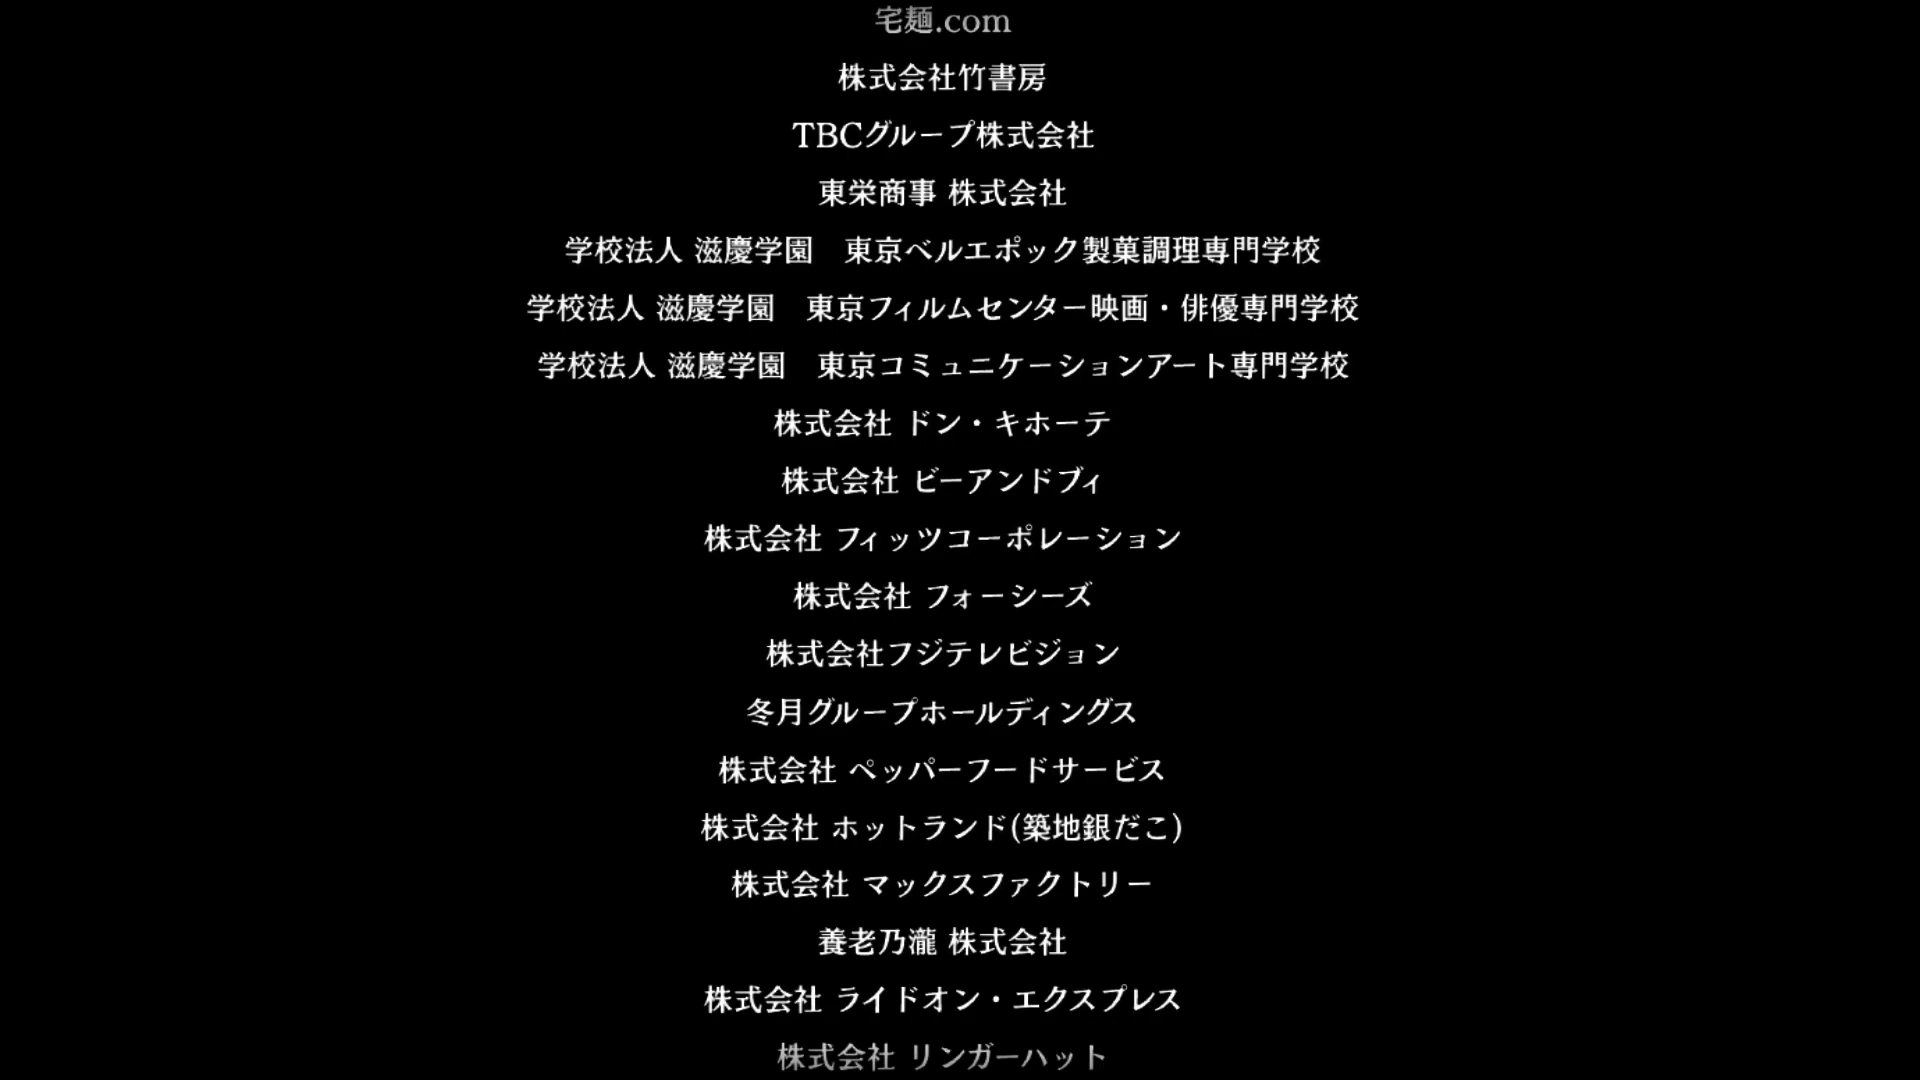 宅麺.com
株式会社竹書房
TBCグループ株式会社
東栄商事 株式会社
学校法人 滋慶学園　東京ベルエポック製菓調理専門学校
学校法人 滋慶学園　東京フィルムセンター映画・俳優専門学校
学校法人 滋慶学園　東京コミュニケーションアート専門学校
株式会社 ドン・キホーテ
株式会社 ビーアンドブィ
株式会社 フィッツコーポレーション
株式会社 フォーシーズ
株式会社フジテレビジョン
冬月グループホールディングス
株式会社 ペッパーフードサービス
株式会社 ホットランド(築地銀だこ)
株式会社 マックスファクトリー
養老乃瀧 株式会社
株式会社 ライドオン・エクスプレス
株式会社 リンガーハット